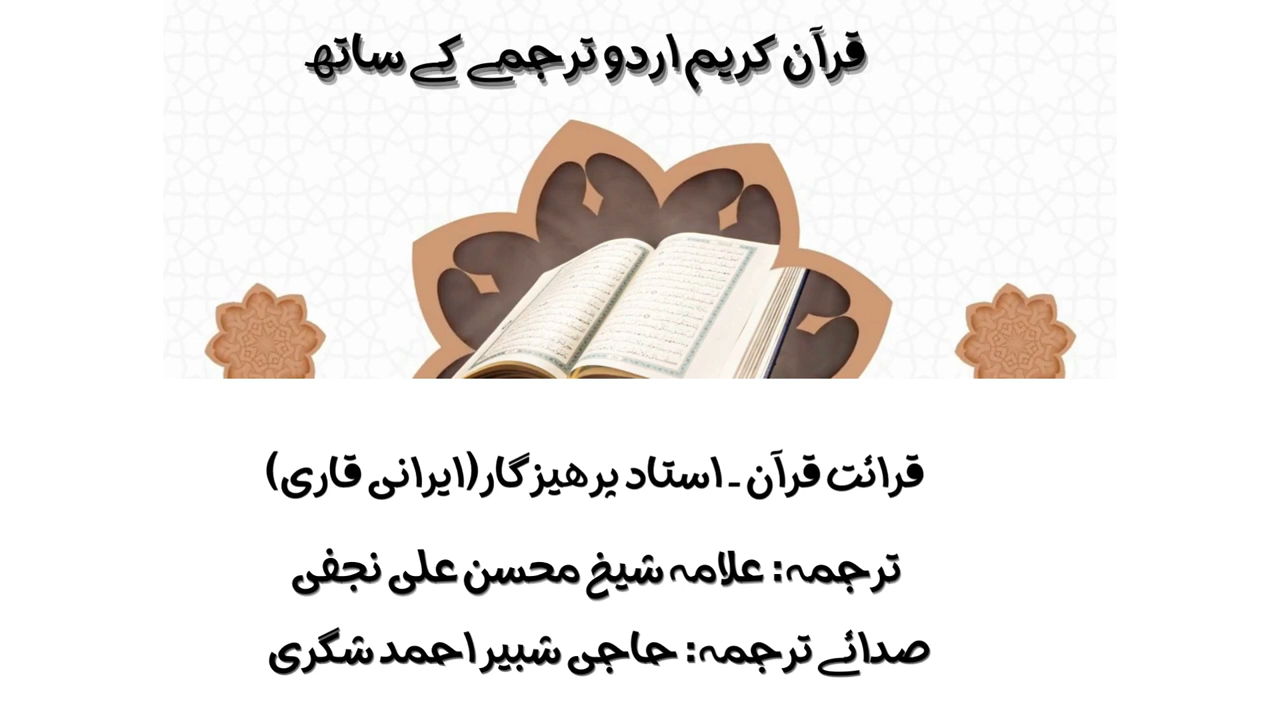 قرآن کریم اردو ترجمے کے ساتھ
قرائت قرآن ۔ استاد پرھیزگار (ایرانی قاری)
ترجمہ: علامہ شیخ محسن علی نجفی
صدائے ترجمہ: حاجی شبیر احمد شگری